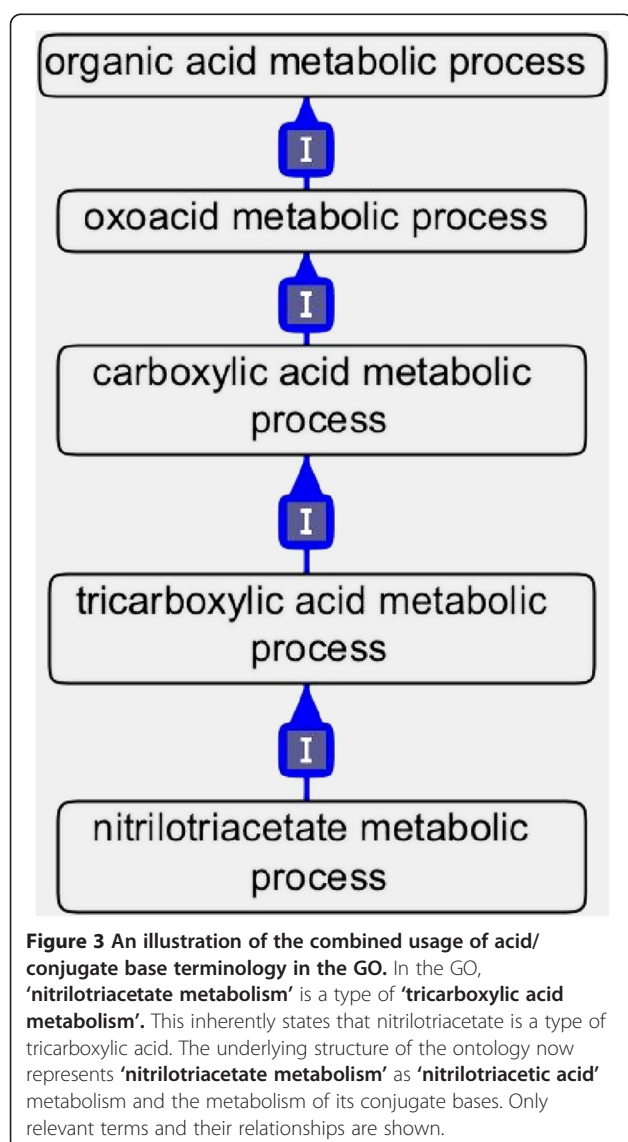 organic acid metabolic process
I
oxoacid metabolic process
I
carboxylic acid metabolic
process
I
tricarboxylic acid metabolic
process
I
nitrilotriacetate metabolic
process
Figure 3 An illustration of the combined usage of acid/
conjugate base terminology in the GO. In the GO,
'nitrilotriacetate metabolism' is a type of 'tricarboxylic acid
metabolism'. This inherently states that nitrilotriacetate is a type of
tricarboxylic acid. The underlying structure of the ontology now
represents 'nitrilotriacetate metabolism' as 'nitrilotriacetic acid'
metabolism and the metabolism of its conjugate bases. Only
relevant terms and their relationships are shown.